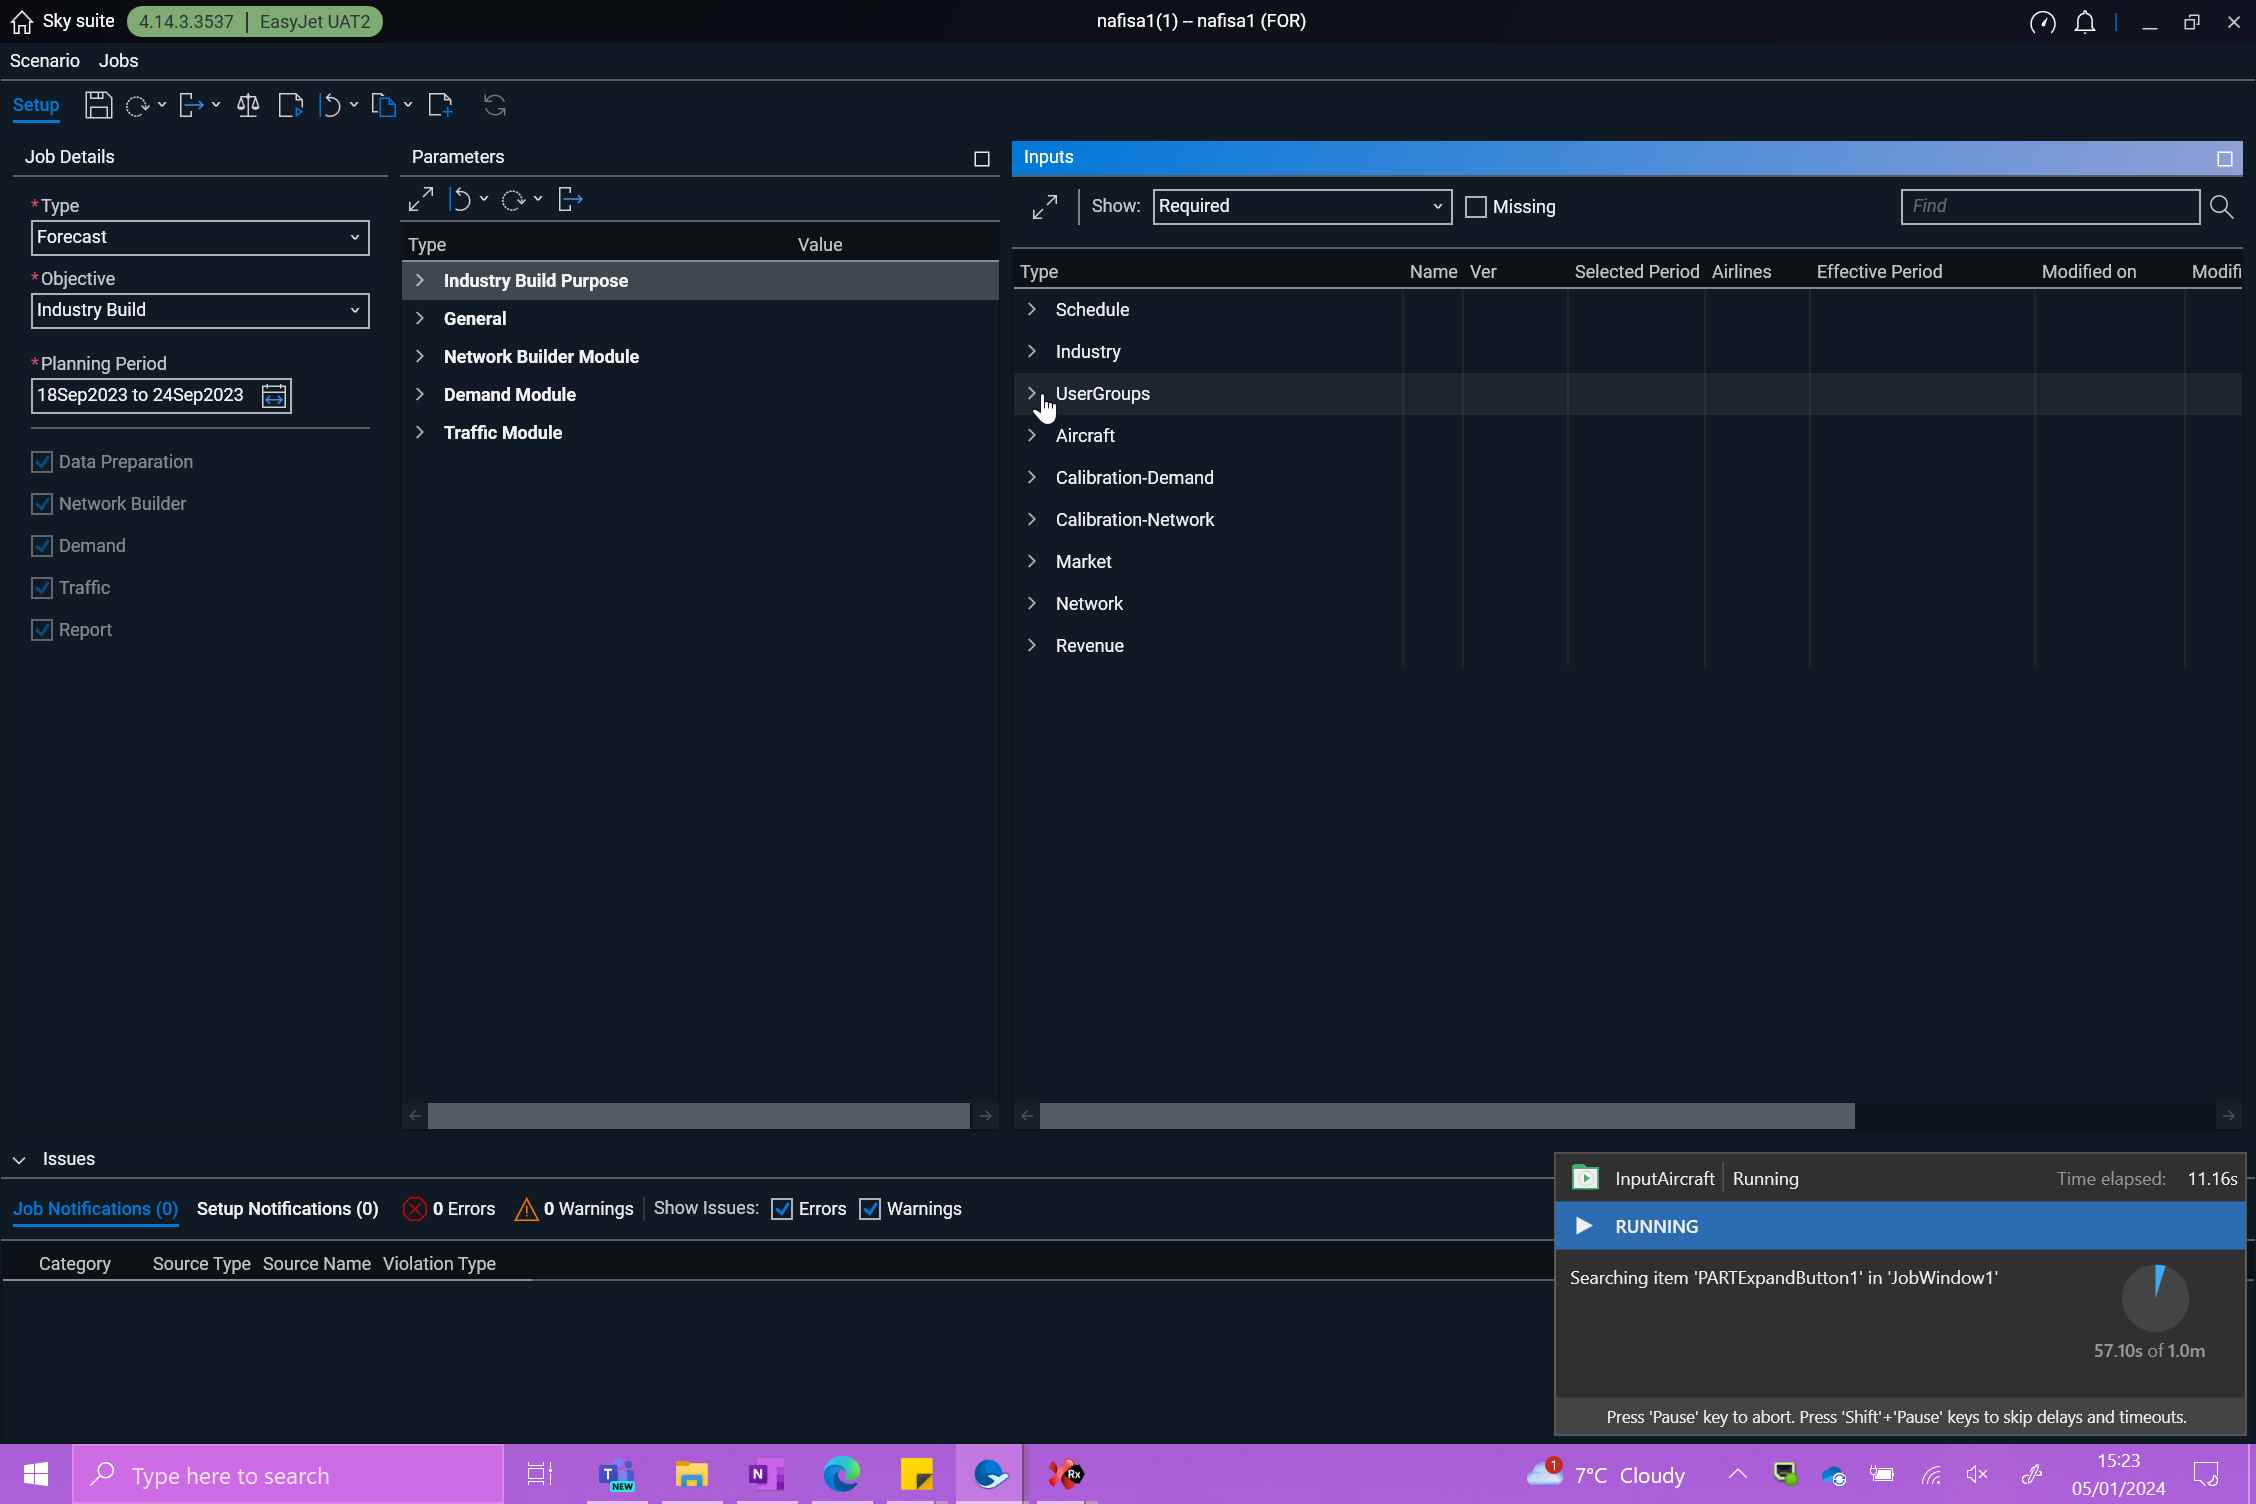 Sky suite 4.14.3.3537 | EasyJet UAT2 nafisa1(1) – nafisa1 (FOR)
Scenario Jobs
Setup
Job Details
*Type
Forecast
*Objective
Industry Build
*Planning Period
18Sep2023 to 24Sep2023
Data Preparation
Network Builder
Demand
Traffic
Report
Parameters
Type Value
Industry Build Purpose
General
Network Builder Module
Demand Module
Traffic Module
Inputs
Show: Required Missing Find
Type Name Ver Selected Period Airlines Effective Period Modified on Modifi
Schedule
Industry
UserGroups
Aircraft
Calibration-Demand
Calibration-Network
Market
Network
Revenue
Issues
Job Notifications (0) Setup Notifications (0) 0 Errors 0 Warnings Show Issues: Errors Warnings
Category Source Type Source Name Violation Type
InputAircraft Running Time elapsed: 11.16s
RUNNING
Searching item 'PARTExpandButton1' in 'JobWindow1'
57.10s of 1.0m
Press 'Pause' key to abort. Press 'Shift'+'Pause' keys to skip delays and timeouts.
Type here to search
T
NEW
N
Rx
1
7°C Cloudy
15:23
05/01/2024